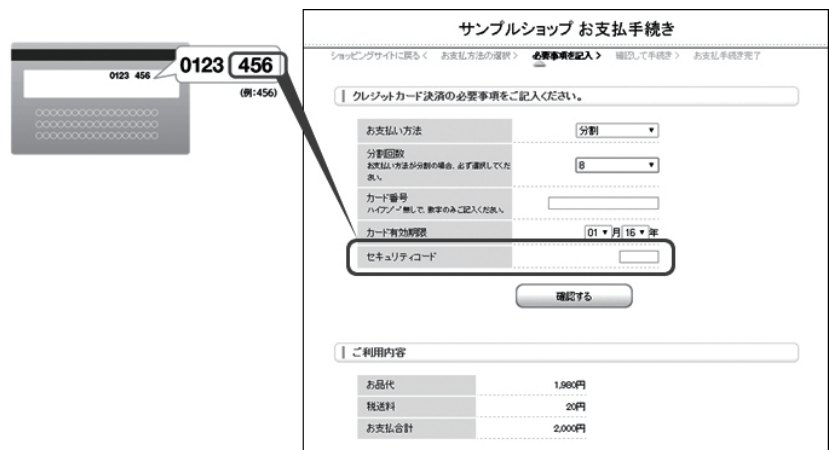 サンプルショップ お支払手続き
ショッピングサイトに戻る < お支払方法の選択 > 必要事項を記入 > 確認して手続き > お支払手続き完了
0123 456
0123 456
(例:456)
クレジットカード決済の必要事項をご記入ください。
お支払い方法 分割
分割回数 8
お支払い方法が分割の場合、必ず選択してくだ
さい。
カード番号
ハイフン"-"無しで、数字のみご記入ください。
カード有効期限 01 月 16 年
セキュリティコード
確認する
ご利用内容
お品代 1,980円
税送料 20円
お支払合計 2,000円